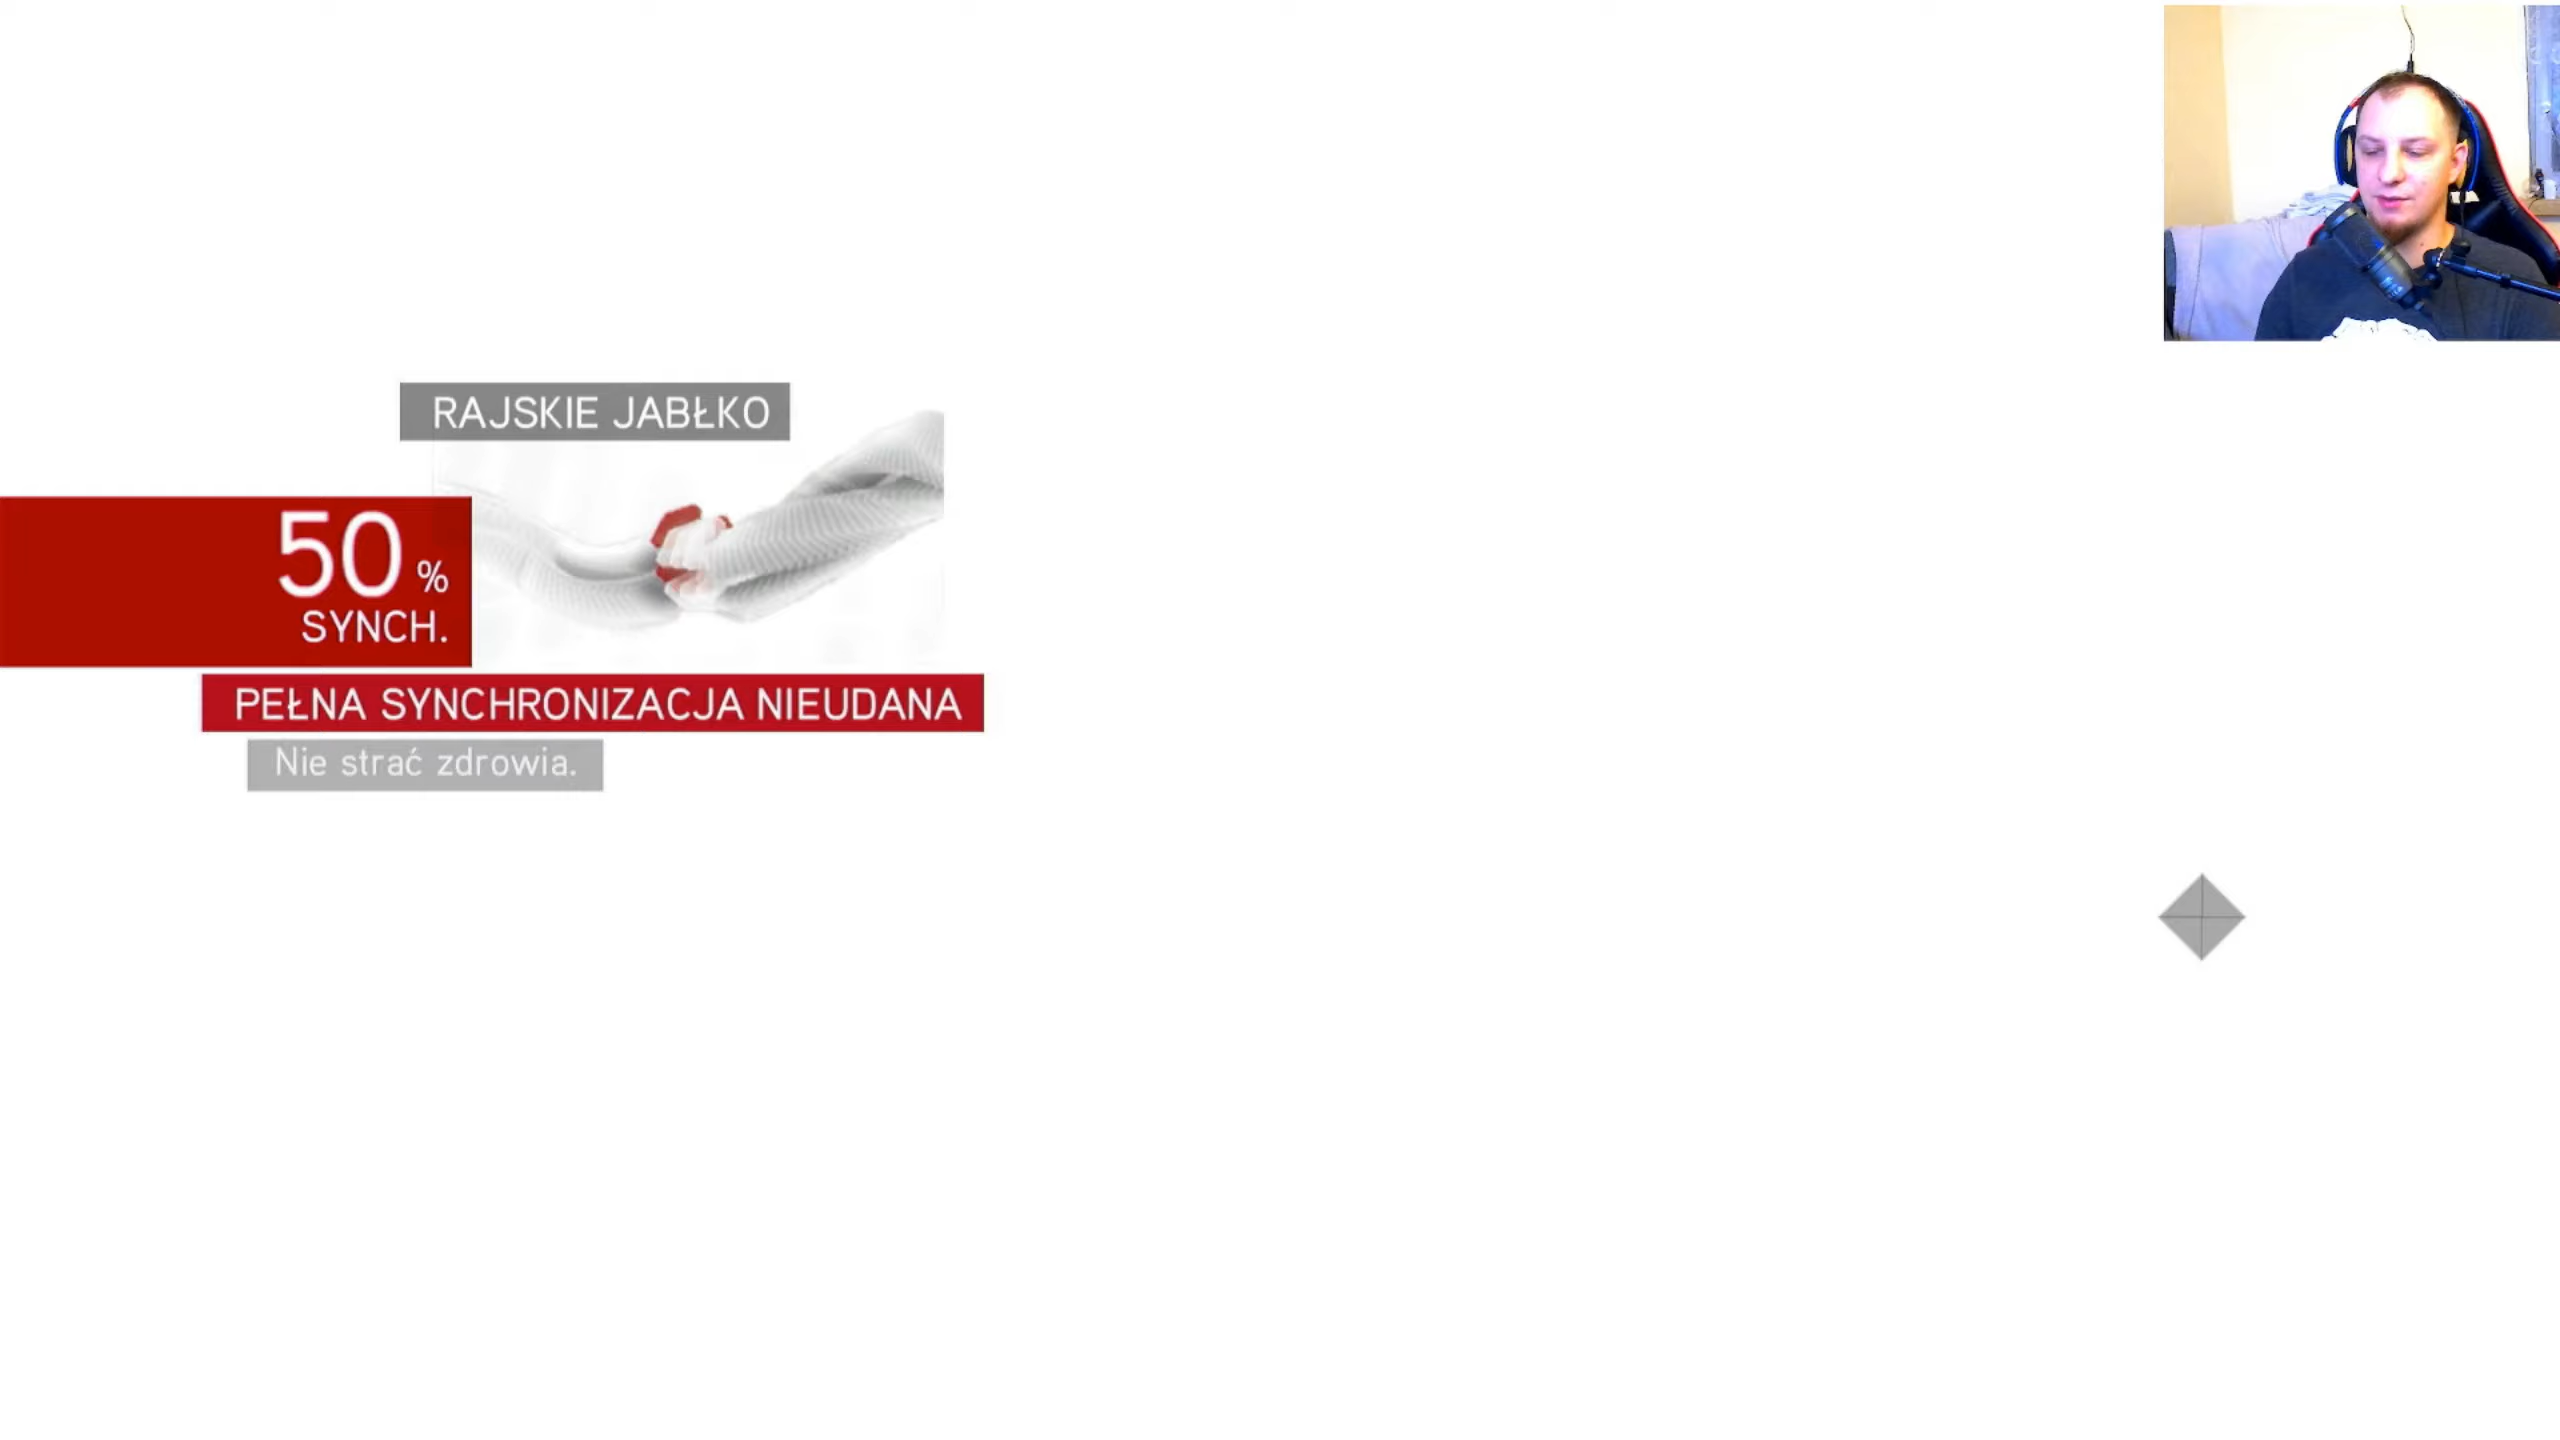 RAJSKIE JABŁKO
50 %
SYNCH.
PEŁNA SYNCHRONIZACJA NIEUDANA
Nie strać zdrowia.